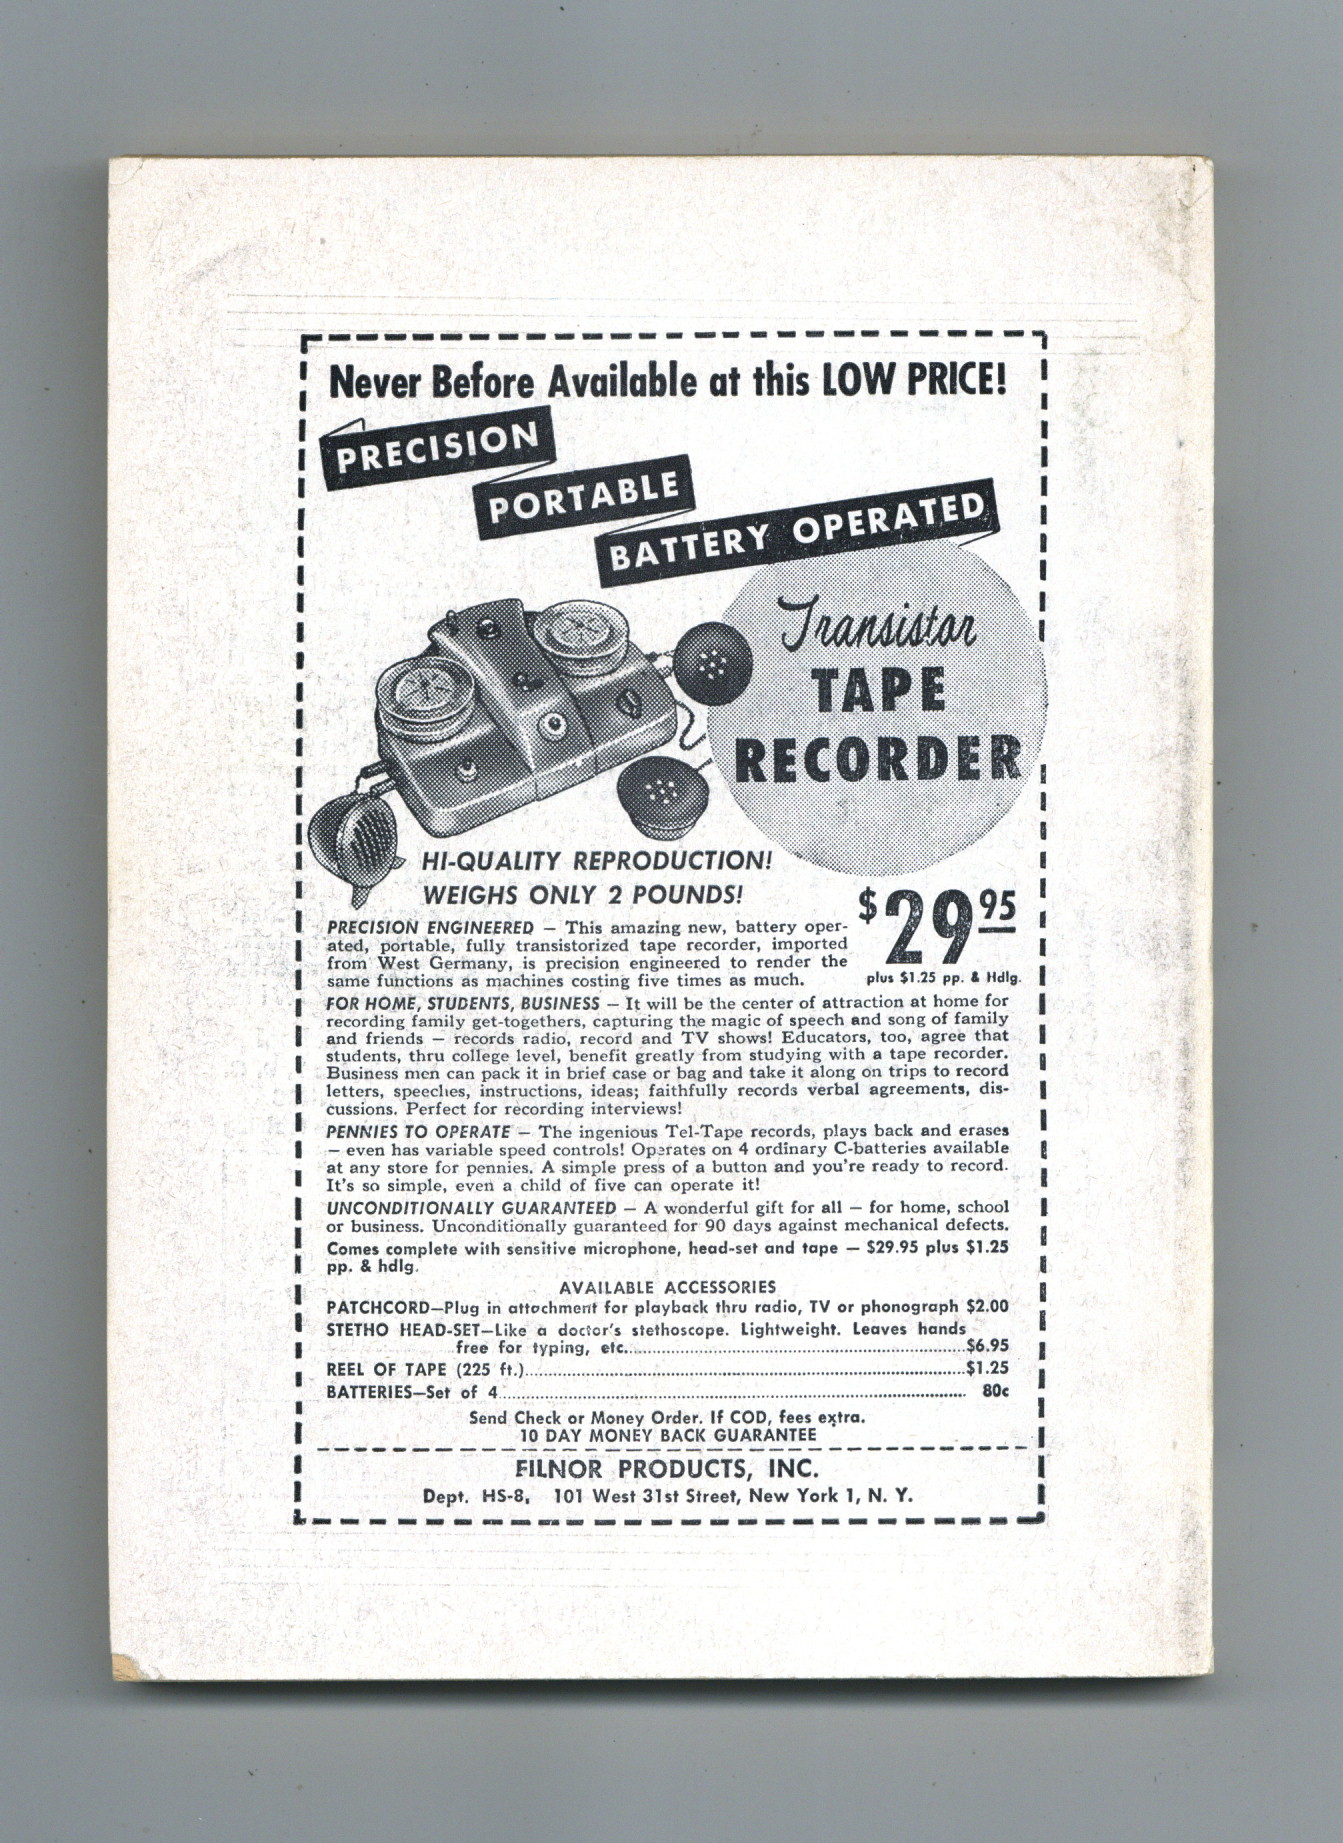 Never Before Available at this LOW PRICE!
PRECISION
PORTABLE
BATTERY OPERATED
Transistor
TAPE
RECORDER
HI-QUALITY REPRODUCTION!
WEIGHS ONLY 2 POUNDS!
$29.95
plus $1.25 pp. & Hdlg.
PRECISION ENGINEERED — This amazing new, battery oper-
ated, portable, fully transistorized tape recorder, imported
from West Germany, is precision engineered to render the
same functions as machines costing five times as much.
FOR HOME, STUDENTS, BUSINESS — It will be the center of attraction at home for
recording family get-togethers, capturing the magic of speech and song of family
and friends — records radio, record and TV shows! Educators, too, agree that
students, thru college level, benefit greatly from studying with a tape recorder.
Business men can pack it in brief case or bag and take it along on trips to record
letters, speeches, instructions, ideas; faithfully records verbal agreements, dis-
cussions. Perfect for recording interviews!
PENNIES TO OPERATE — The ingenious Tel-Tape records, plays back and erases
— even has variable speed controls! Operates on 4 ordinary C-batteries available
at any store for pennies. A simple press of a button and you're ready to record.
It's so simple, even a child of five can operate it!
UNCONDITIONALLY GUARANTEED — A wonderful gift for all — for home, school
or business. Unconditionally guaranteed for 90 days against mechanical defects.
Comes complete with sensitive microphone, head-set and tape — $29.95 plus $1.25
pp. & hdlg.
AVAILABLE ACCESSORIES
PATCHCORD—Plug in attachment for playback thru radio, TV or phonograph $2.00
STETHO HEAD-SET—Like a doctor's stethoscope. Lightweight. Leaves hands
free for typing, etc. $6.95
REEL OF TAPE (225 ft.) $1.25
BATTERIES—Set of 4 80c
Send Check or Money Order. If COD, fees extra.
10 DAY MONEY BACK GUARANTEE
FILNOR PRODUCTS, INC.
Dept. HS-8, 101 West 31st Street, New York 1, N. Y.